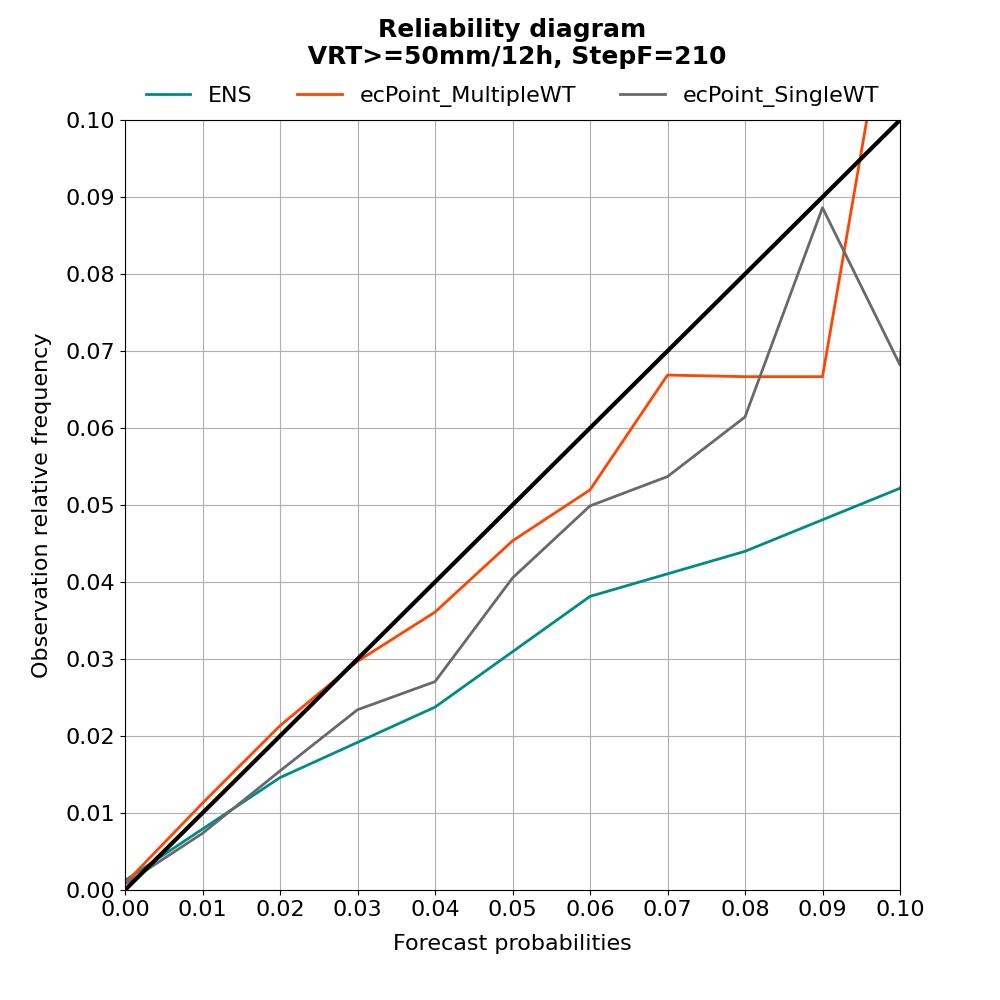 Reliability diagram
VRT>=50mm/12h, StepF=210
ENS ecPoint_MultipleWT ecPoint_SingleWT
0.10
0.09
0.08
0.07
0.06
0.05
0.04
0.03
0.02
0.01
0.00
Observation relative frequency
0.00 0.01 0.02 0.03 0.04 0.05 0.06 0.07 0.08 0.09 0.10
Forecast probabilities